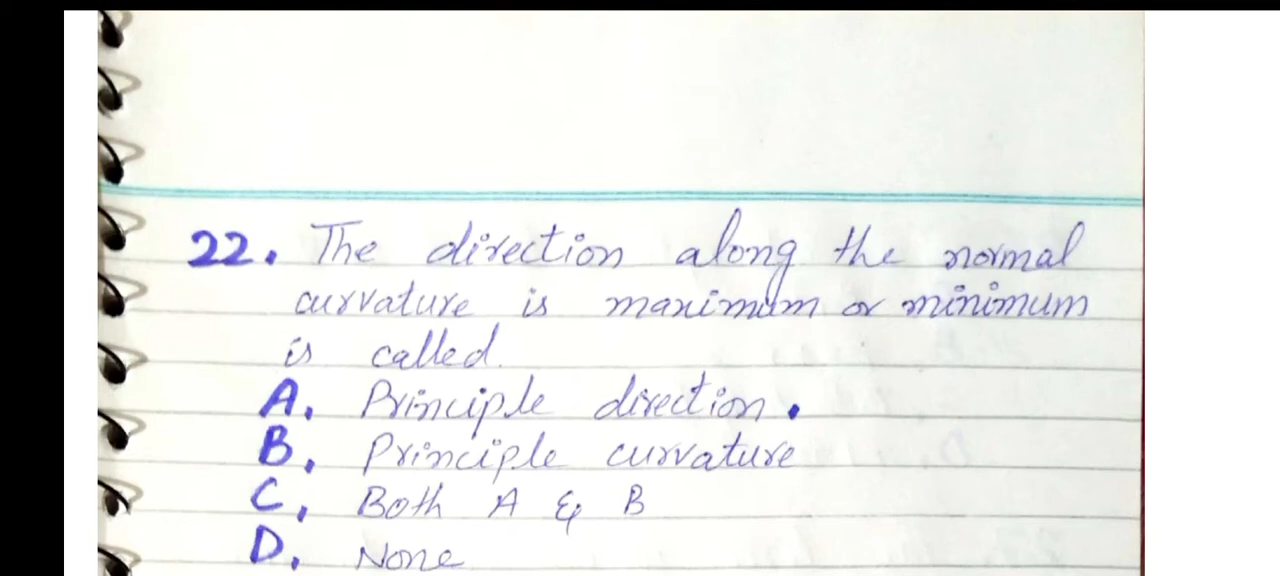 22. The direction along the normal
curvature is maximum or minimum
is called.
A. Principle direction.
B. Principle curvature
C. Both A & B
D. None